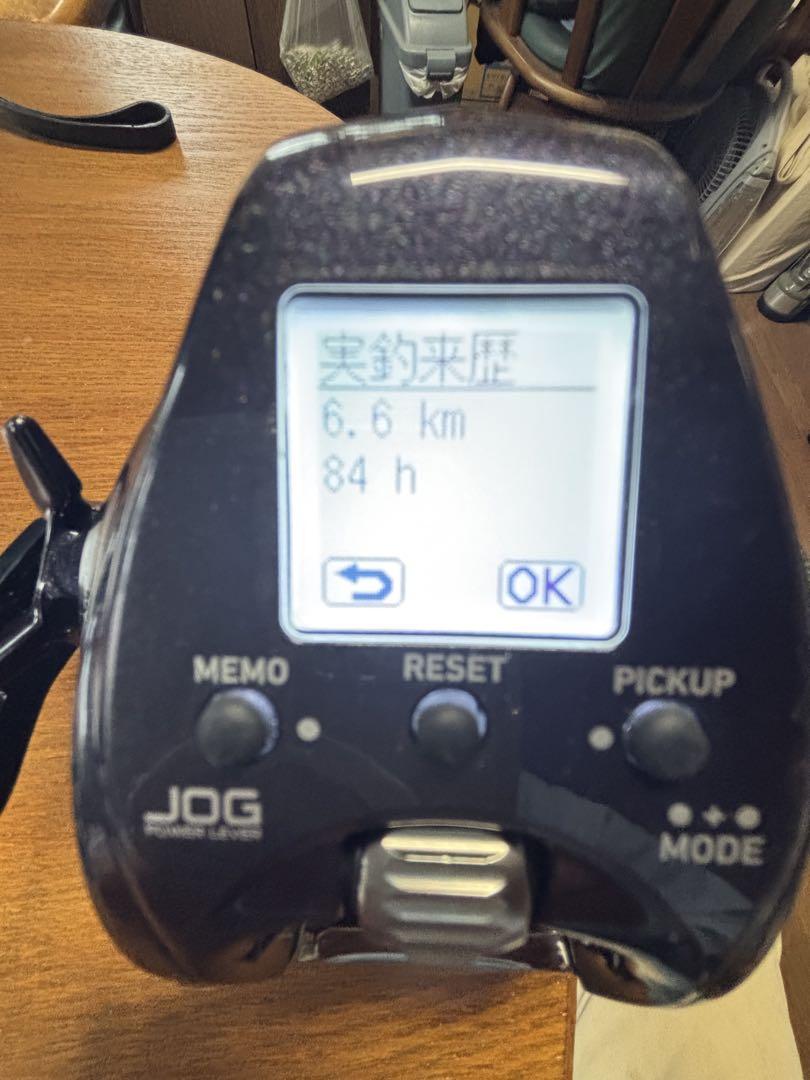 実釣来歴
6.6 km
84 h
OK
MEMO
RESET
PICKUP
JOG
POWER LEVER
MODE